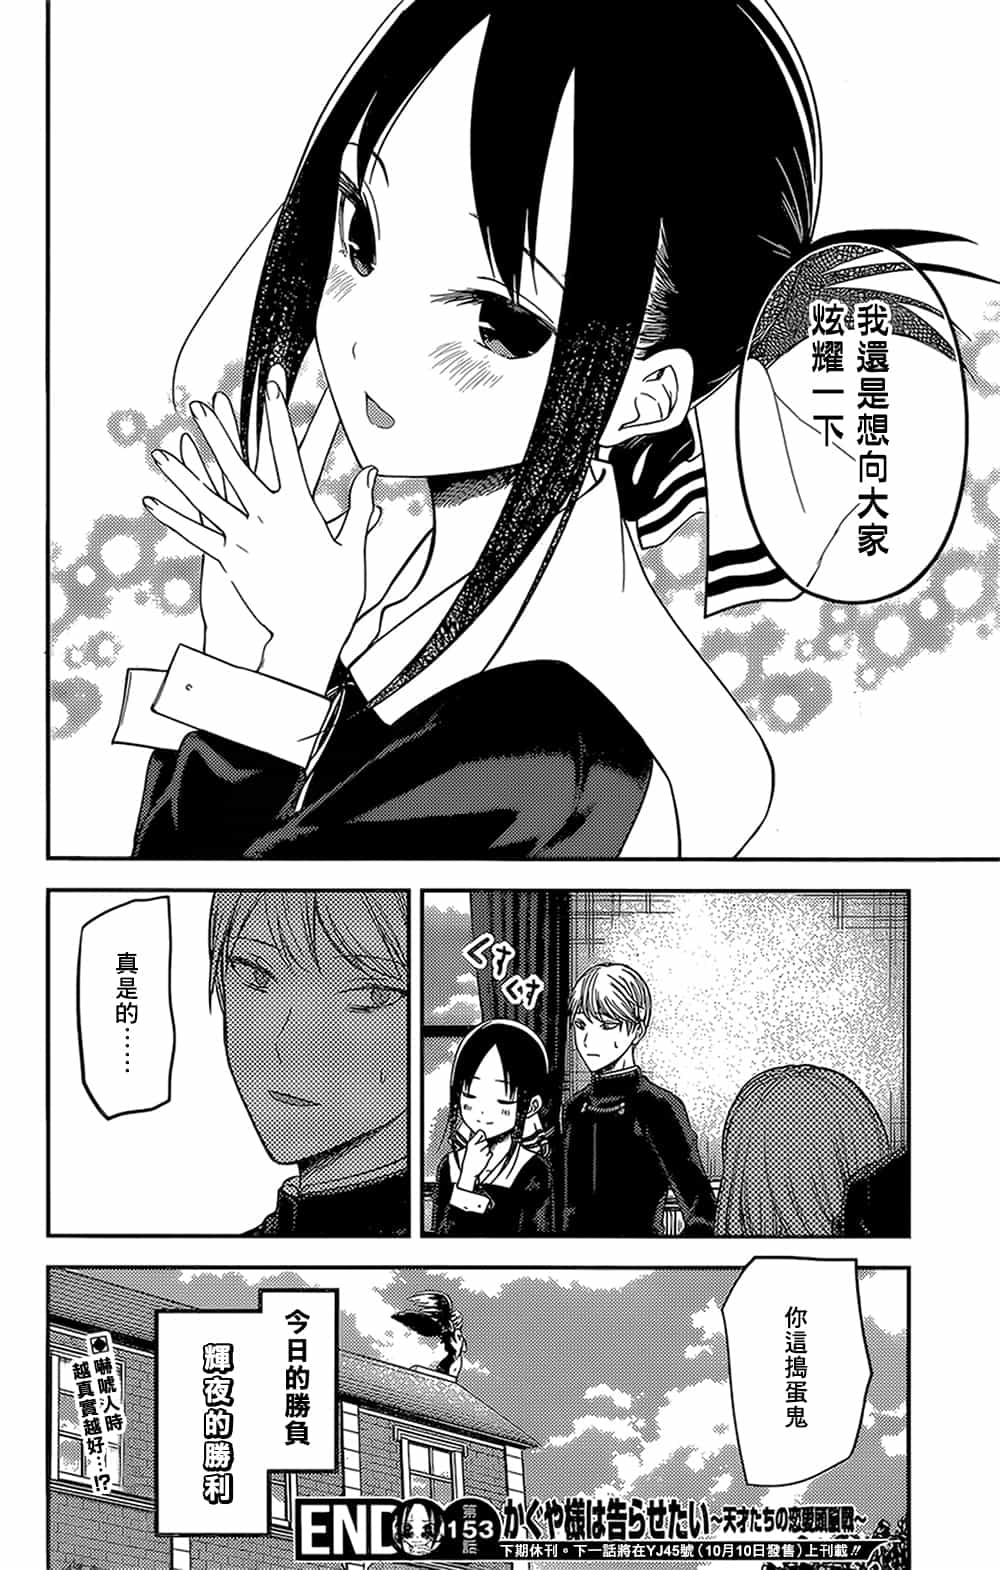 我還是想向大家
炫耀一下
くすくす
真是的……
你這搗蛋鬼
今日的勝負
輝夜的勝利
嚇唬人時
越真實越好…!?
END
第153話
かぐや様は告らせたい
～天才たちの恋愛頭脳戦～
下期休刊。下一話將在YJ45號(10月10日發售)上刊載!!